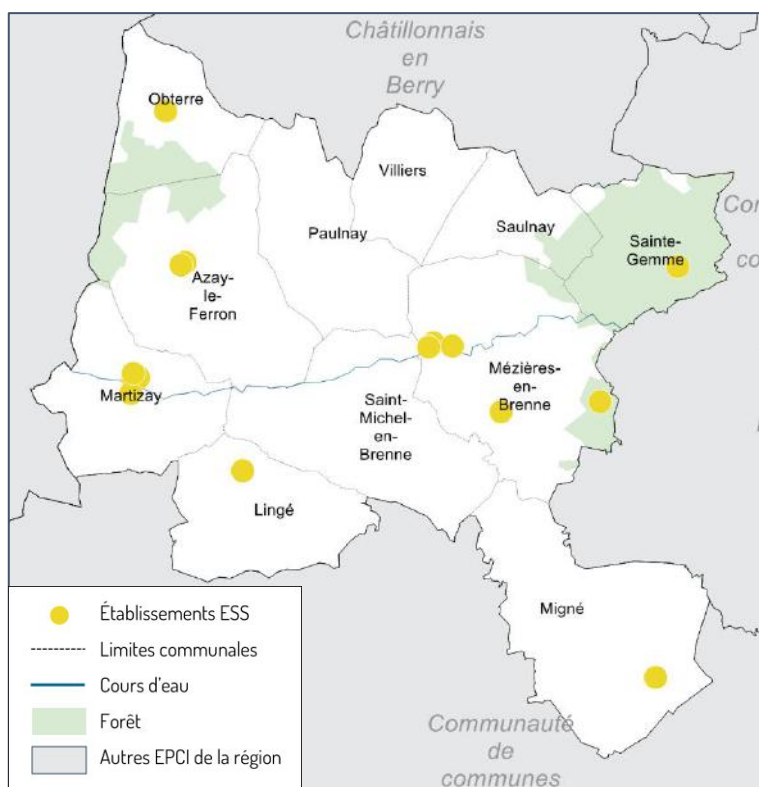 Châtillonnais
en
Berry
Obterre
Villiers
Paulnay
Saulnay
Sainte-
Gemme
Azay-
le-
Ferron
Mézières-
en-
Brenne
Martizay
Saint-
Michel-
en-
Brenne
Lingé
Migné
Établissements ESS
Limites communales
Cours d'eau
Forêt
Autres EPCI de la région
Communauté
de
communes